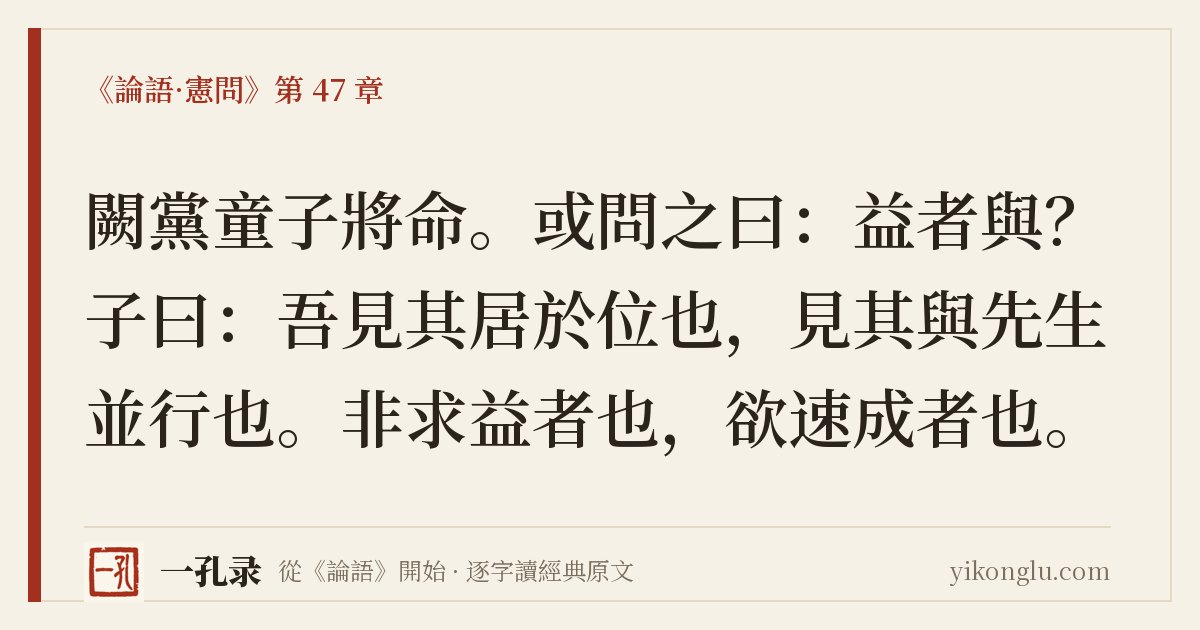 《論語·憲問》第 47 章
闕黨童子將命。或問之曰：益者與？
子曰：吾見其居於位也，見其與先生
並行也。非求益者也，欲速成者也。
一孔
一孔录 從《論語》開始 · 逐字讀經典原文 yikonglu.com